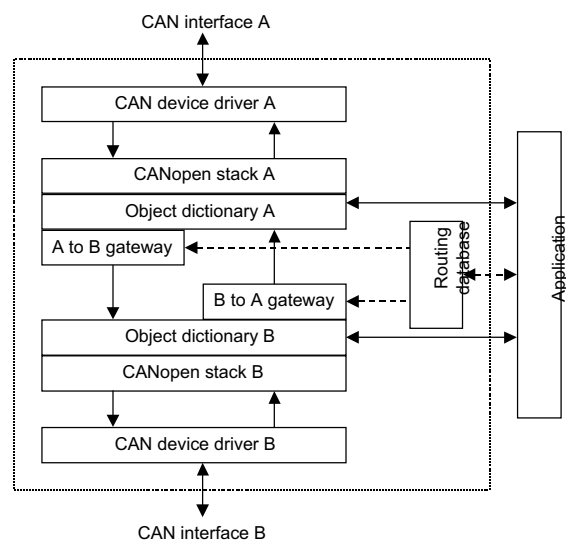 CAN interface A
CAN device driver A
CANopen stack A
Object dictionary A
A to B gateway
B to A gateway
Routing
database
Application
Object dictionary B
CANopen stack B
CAN device driver B
CAN interface B